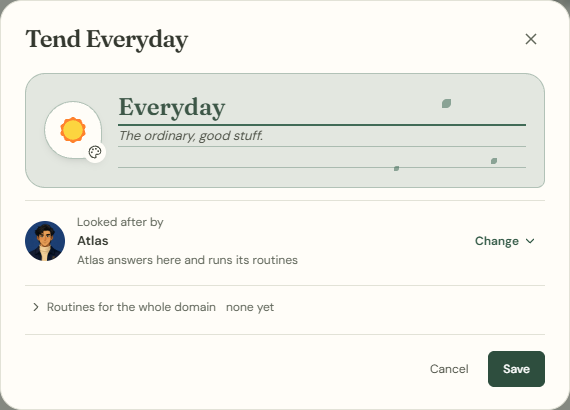 Tend Everyday
Everyday
The ordinary, good stuff.
Looked after by
Atlas
Change
Atlas answers here and runs its routines
Routines for the whole domain none yet
Cancel
Save